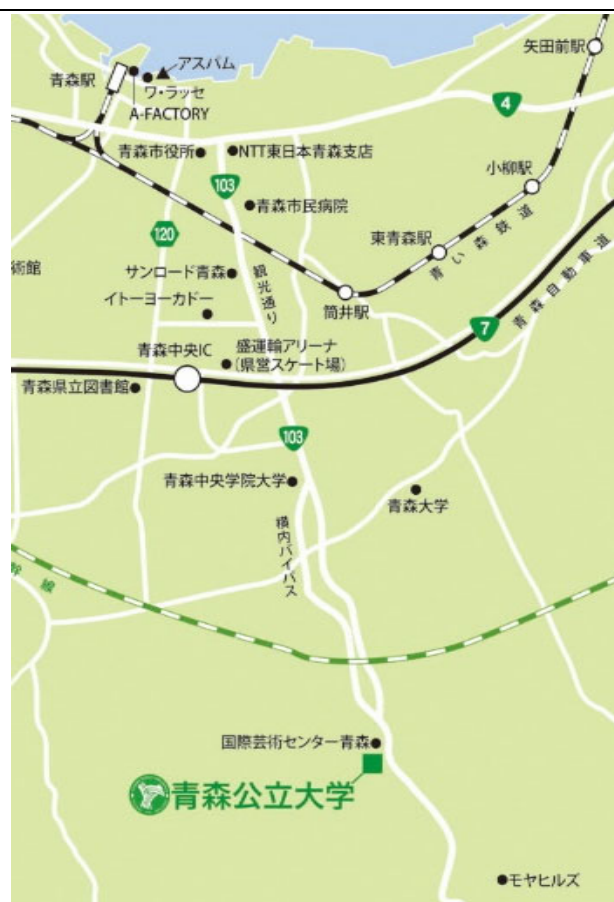 矢田前駅
アスパム
青森駅
ワ・ラッセ
A-FACTORY
4
青森市役所
NTT東日本青森支店
小柳駅
103
青森市民病院
120
東青森駅
青い森鉄道
術館
サンロード青森
観光通り
イトーヨーカドー
筒井駅
青森自動車道
7
青森中央IC
盛運輸アリーナ
(県営スケート場)
青森県立図書館
103
青森中央学院大学
青森大学
横内バイパス
幹線
国際芸術センター青森
青森公立大学
モヤヒルズ